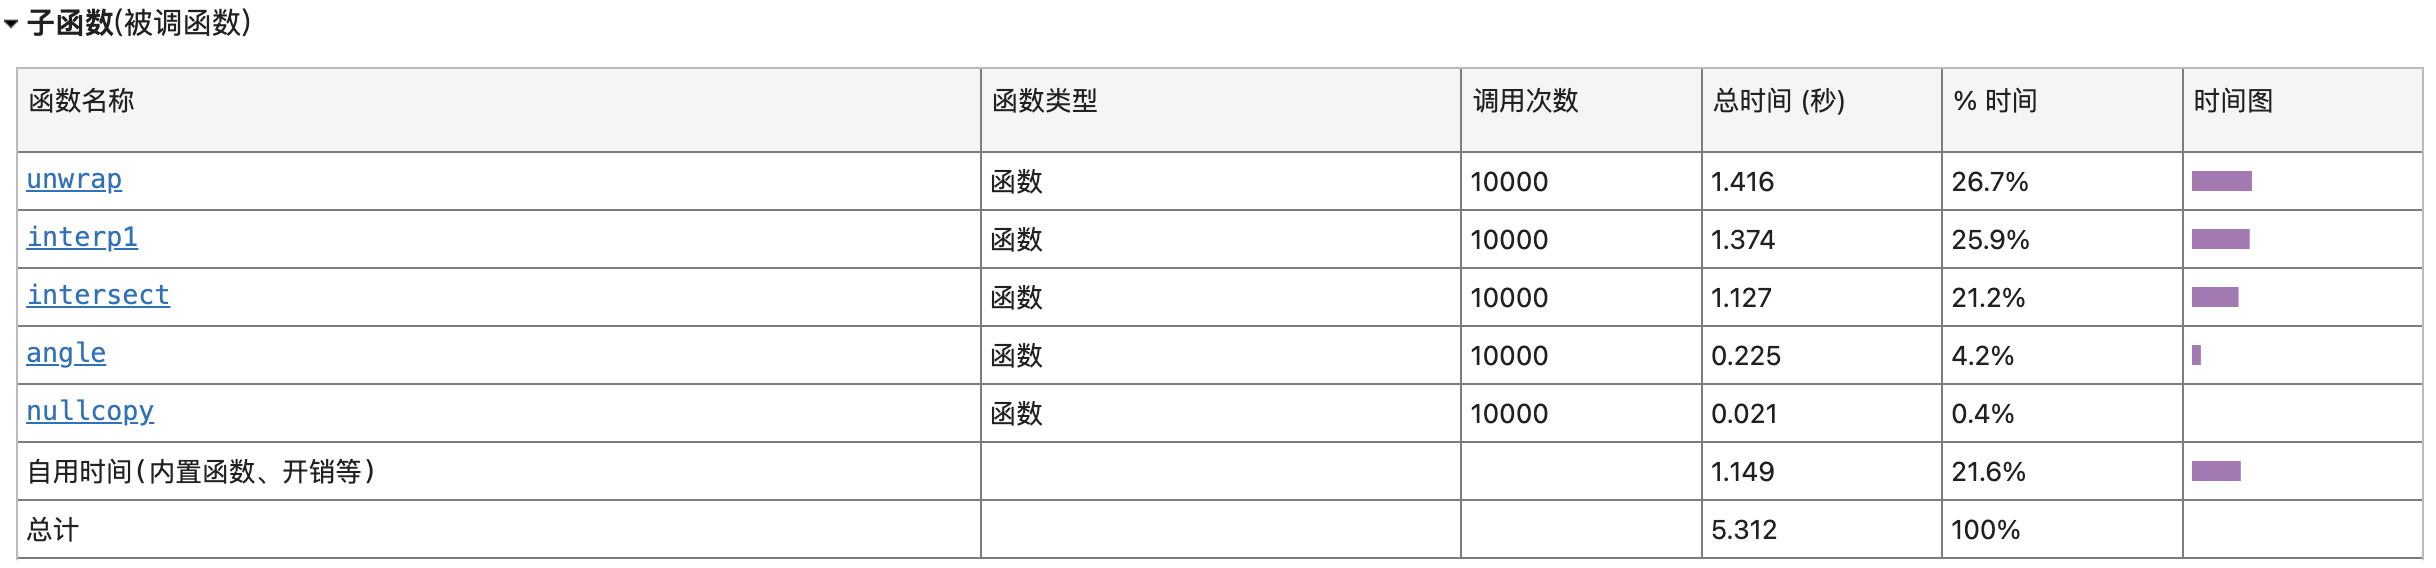 子函数(被调函数)
函数名称 函数类型 调用次数 总时间 (秒) % 时间 时间图
unwrap 函数 10000 1.416 26.7%
interp1 函数 10000 1.374 25.9%
intersect 函数 10000 1.127 21.2%
angle 函数 10000 0.225 4.2%
nullcopy 函数 10000 0.021 0.4%
自用时间(内置函数、开销等) 1.149 21.6%
总计 5.312 100%